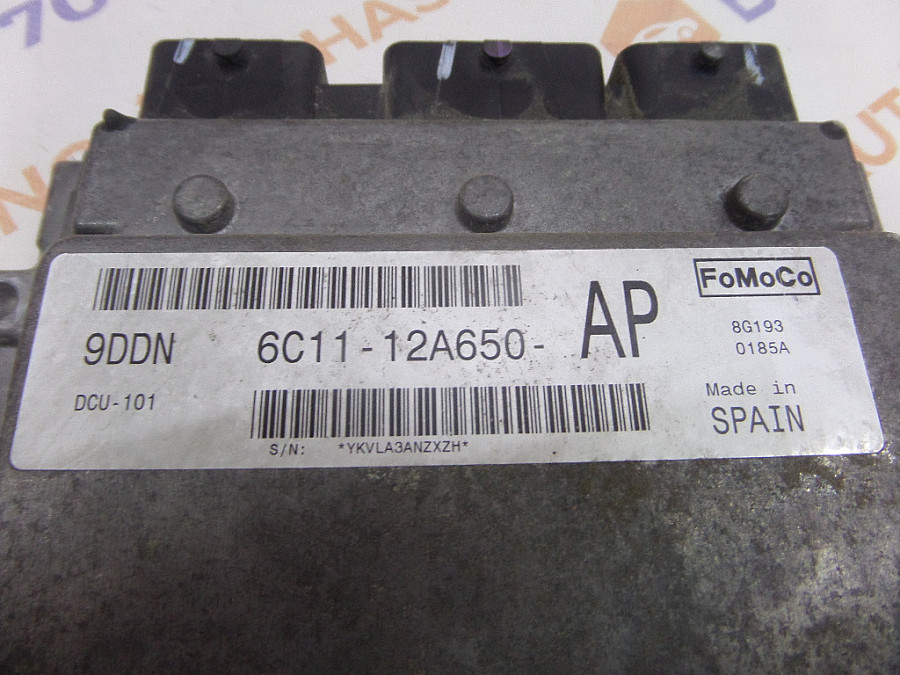 FoMoCo
9DDN 6C11-12A650- AP
8G193
0185A
DCU-101
Made in
SPAIN
S/N: *YKVLA3ANZXZH*